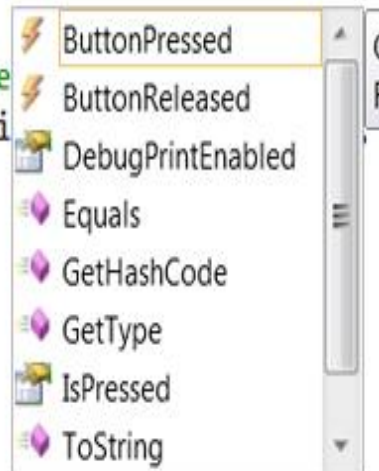 ButtonPressed
ButtonReleased
DebugPrintEnabled
Equals
GetHashCode
GetType
IsPressed
ToString